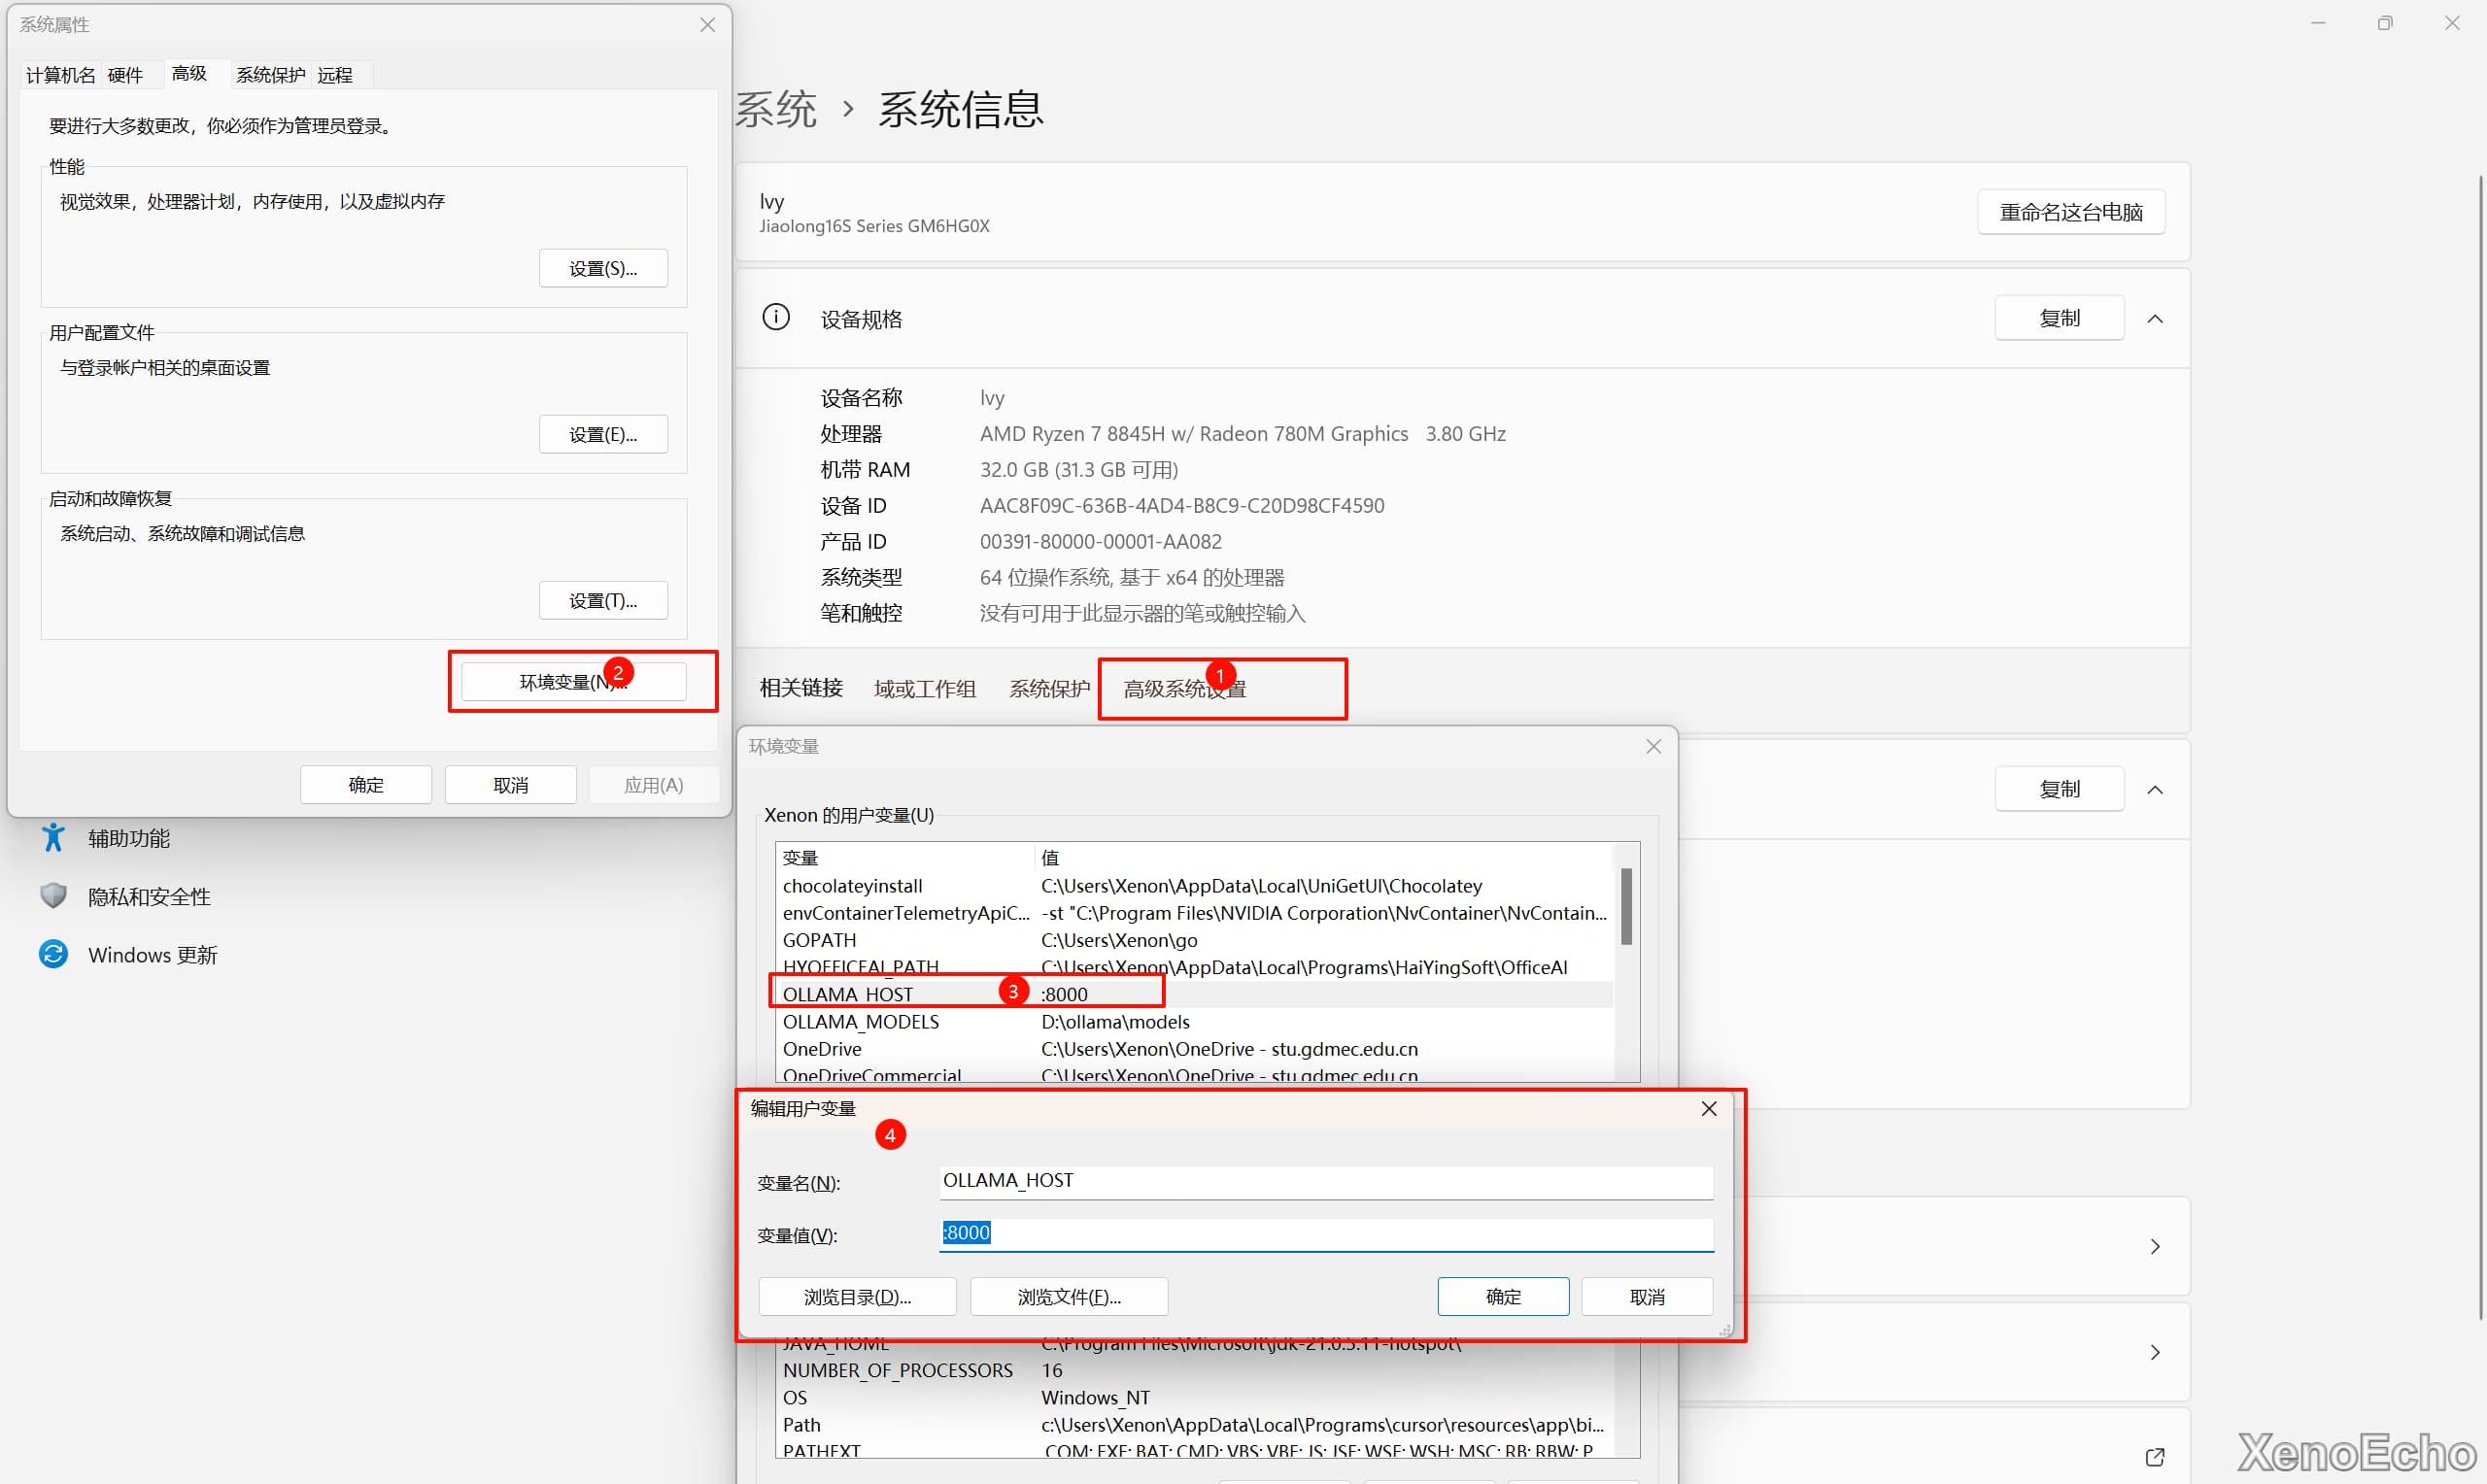 系统属性
计算机名 硬件 高级 系统保护 远程
要进行大多数更改，你必须作为管理员登录。
性能
视觉效果，处理器计划，内存使用，以及虚拟内存
设置(S)...
用户配置文件
与登录帐户相关的桌面设置
设置(E)...
启动和故障恢复
系统启动、系统故障和调试信息
设置(T)...
环境变量(N)...
2
确定 取消 应用(A)
辅助功能
隐私和安全性
Windows 更新
系统 › 系统信息
lvy
Jiaolong16S Series GM6HG0X
重命名这台电脑
设备规格
复制
设备名称 lvy
处理器 AMD Ryzen 7 8845H w/ Radeon 780M Graphics 3.80 GHz
机带 RAM 32.0 GB (31.3 GB 可用)
设备 ID AAC8F09C-636B-4AD4-B8C9-C20D98CF4590
产品 ID 00391-80000-00001-AA082
系统类型 64 位操作系统, 基于 x64 的处理器
笔和触控 没有可用于此显示器的笔或触控输入
相关链接 域或工作组 系统保护 高级系统设置
1
复制
环境变量
Xenon 的用户变量(U)
变量 值
chocolateyinstall C:\Users\Xenon\AppData\Local\UniGetUI\Chocolatey
envContainerTelemetryApiC... -st "C:\Program Files\NVIDIA Corporation\NvContainer\NvContain...
GOPATH C:\Users\Xenon\go
HYOFFICEAI_PATH C:\Users\Xenon\AppData\Local\Programs\HaiYingSoft\OfficeAI
OLLAMA_HOST 3 :8000
OLLAMA_MODELS D:\ollama\models
OneDrive C:\Users\Xenon\OneDrive - stu.gdmec.edu.cn
OneDriveCommercial C:\Users\Xenon\OneDrive - stu.gdmec.edu.cn
编辑用户变量
4
变量名(N): OLLAMA_HOST
变量值(V): :8000
浏览目录(D)... 浏览文件(F)... 确定 取消
JAVA_HOME C:\Program Files\Microsoft\jdk-21.0.5.11-hotspot\
NUMBER_OF_PROCESSORS 16
OS Windows_NT
Path c:\Users\Xenon\AppData\Local\Programs\cursor\resources\app\bi...
PATHEXT .COM;.EXE;.BAT;.CMD;.VBS;.VBE;.JS;.JSE;.WSF;.WSH;.MSC;.RB;.RBW;.P...
XenoEcho